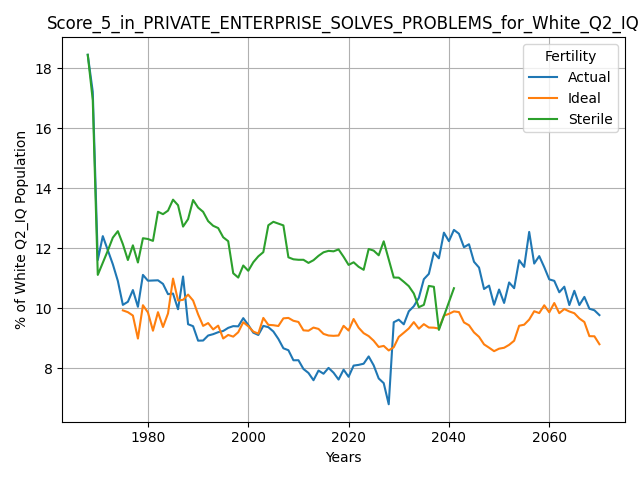 Score_5_in_PRIVATE_ENTERPRISE_SOLVES_PROBLEMS_for_White_Q2_IQ
Fertility
Actual
Ideal
Sterile
% of White Q2_IQ Population
18
16
14
12
10
8
1980 2000 2020 2040 2060
Years